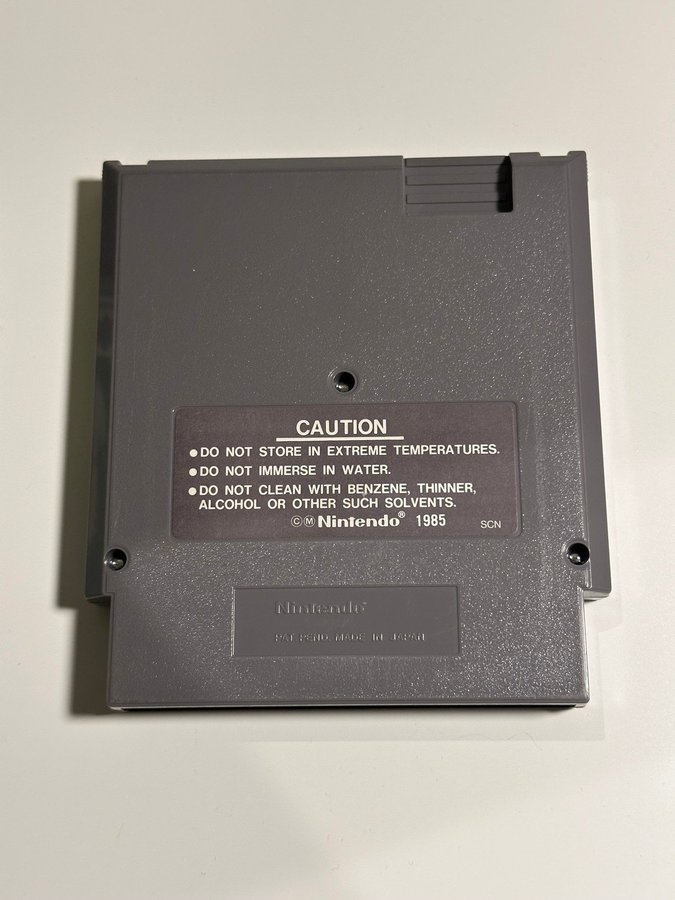 CAUTION
●DO NOT STORE IN EXTREME TEMPERATURES.
●DO NOT IMMERSE IN WATER.
●DO NOT CLEAN WITH BENZENE, THINNER,
ALCOHOL OR OTHER SUCH SOLVENTS.
©Ⓜ Nintendo® 1985
SCN
Nintendo®
PAT. PEND. MADE IN JAPAN